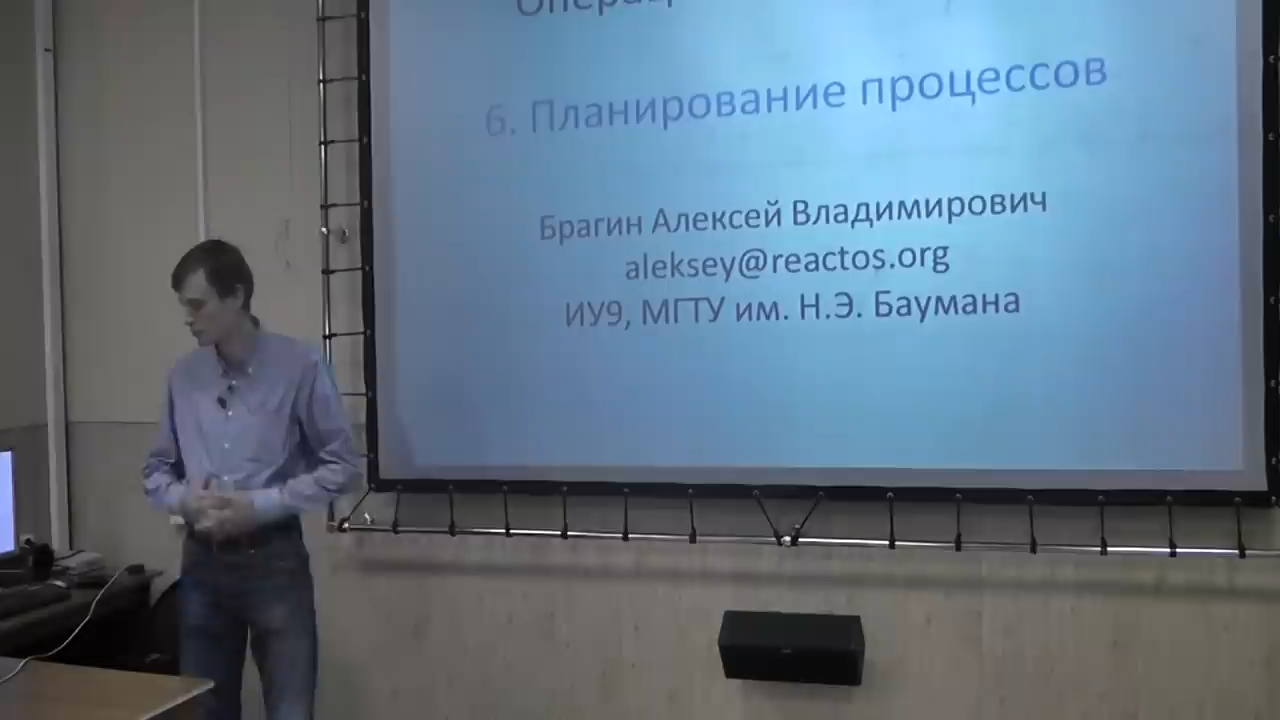 6. Планирование процессов
Брагин Алексей Владимирович
aleksey@reactos.org
ИУ9, МГТУ им. Н.Э. Баумана